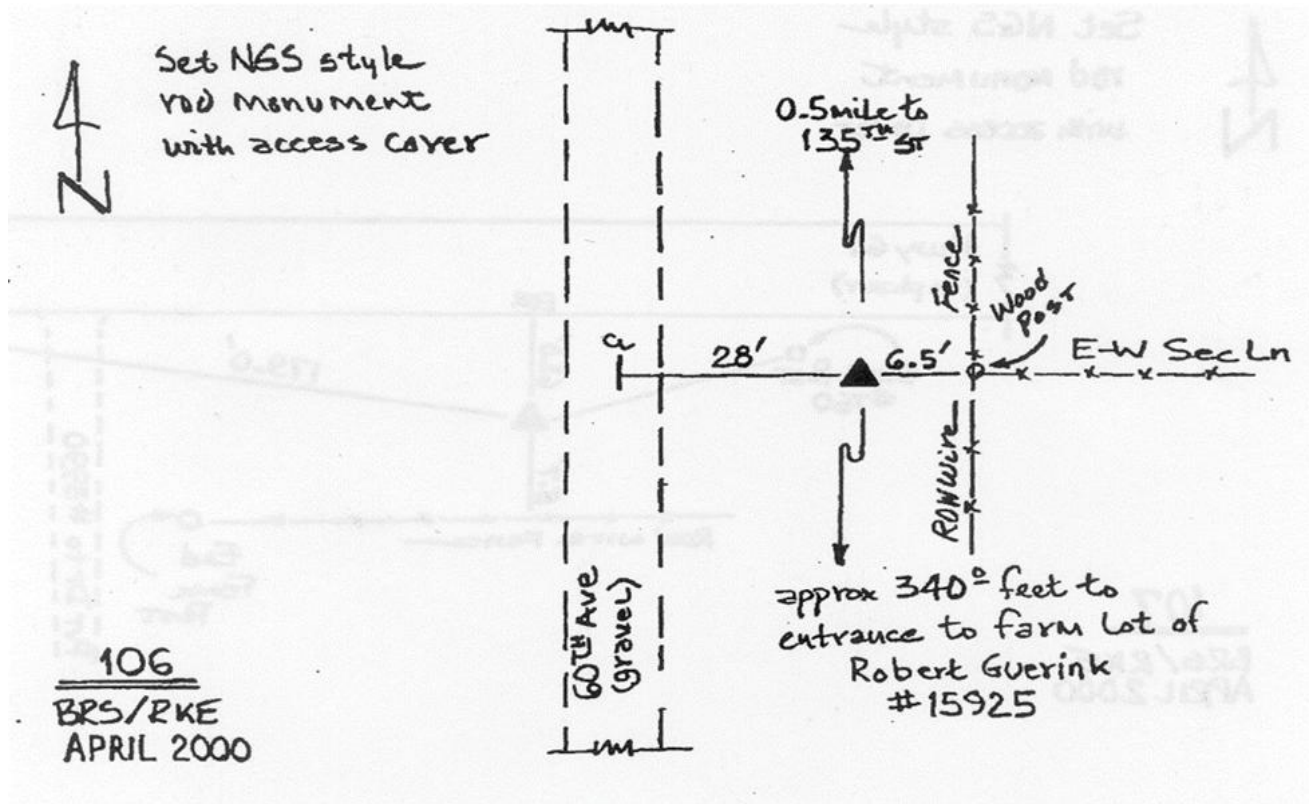 Set NGS style
rod monument
with access cover
N
0.5 mile to
135TH ST
Fence
Wood
Post
CL
28'
6.5'
E-W Sec Ln
ROW Wire
60TH Ave
(gravel)
approx 340° feet to
entrance to farm lot of
Robert Guerink
#15925
106
BRS/RKE
APRIL 2000